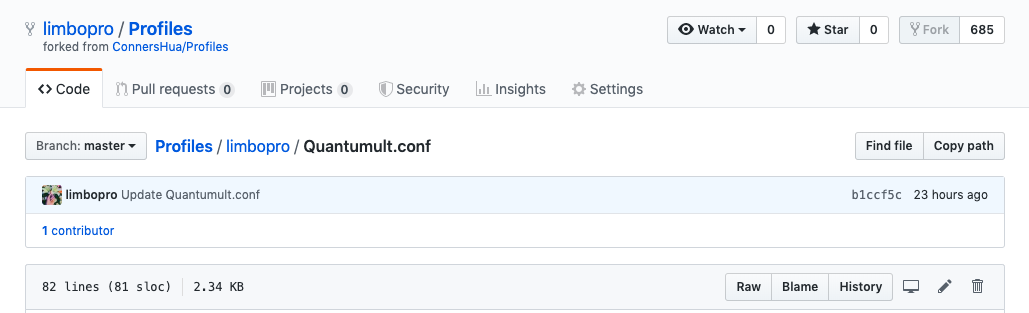 limbopro / Profiles Watch 0 Star 0 Fork 685
forked from ConnersHua/Profiles
Code Pull requests 0 Projects 0 Security Insights Settings
Branch: master Profiles / limbopro / Quantumult.conf Find file Copy path
limbopro Update Quantumult.conf b1ccf5c 23 hours ago
1 contributor
82 lines (81 sloc) 2.34 KB Raw Blame History